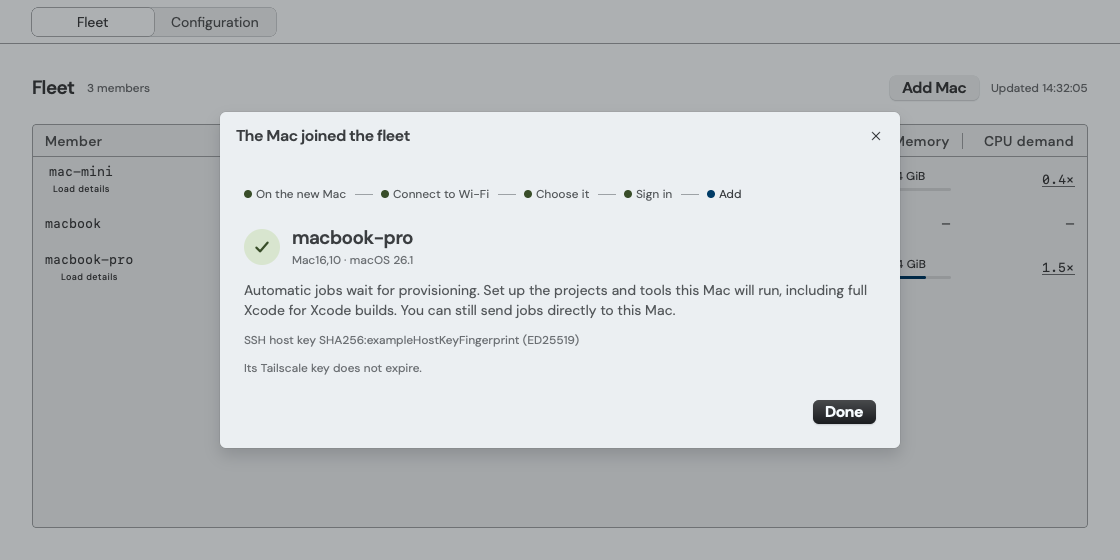 Fleet
Configuration
Fleet
3 members
Add Mac
Updated 14:32:05
Member
Memory
CPU demand
mac-mini
Load details
GiB
0.4×
macbook
–
–
macbook-pro
Load details
GiB
1.5×
The Mac joined the fleet
×
On the new Mac
Connect to Wi-Fi
Choose it
Sign in
Add
macbook-pro
Mac16,10 · macOS 26.1
Automatic jobs wait for provisioning. Set up the projects and tools this Mac will run, including full
Xcode for Xcode builds. You can still send jobs directly to this Mac.
SSH host key SHA256:exampleHostKeyFingerprint (ED25519)
Its Tailscale key does not expire.
Done